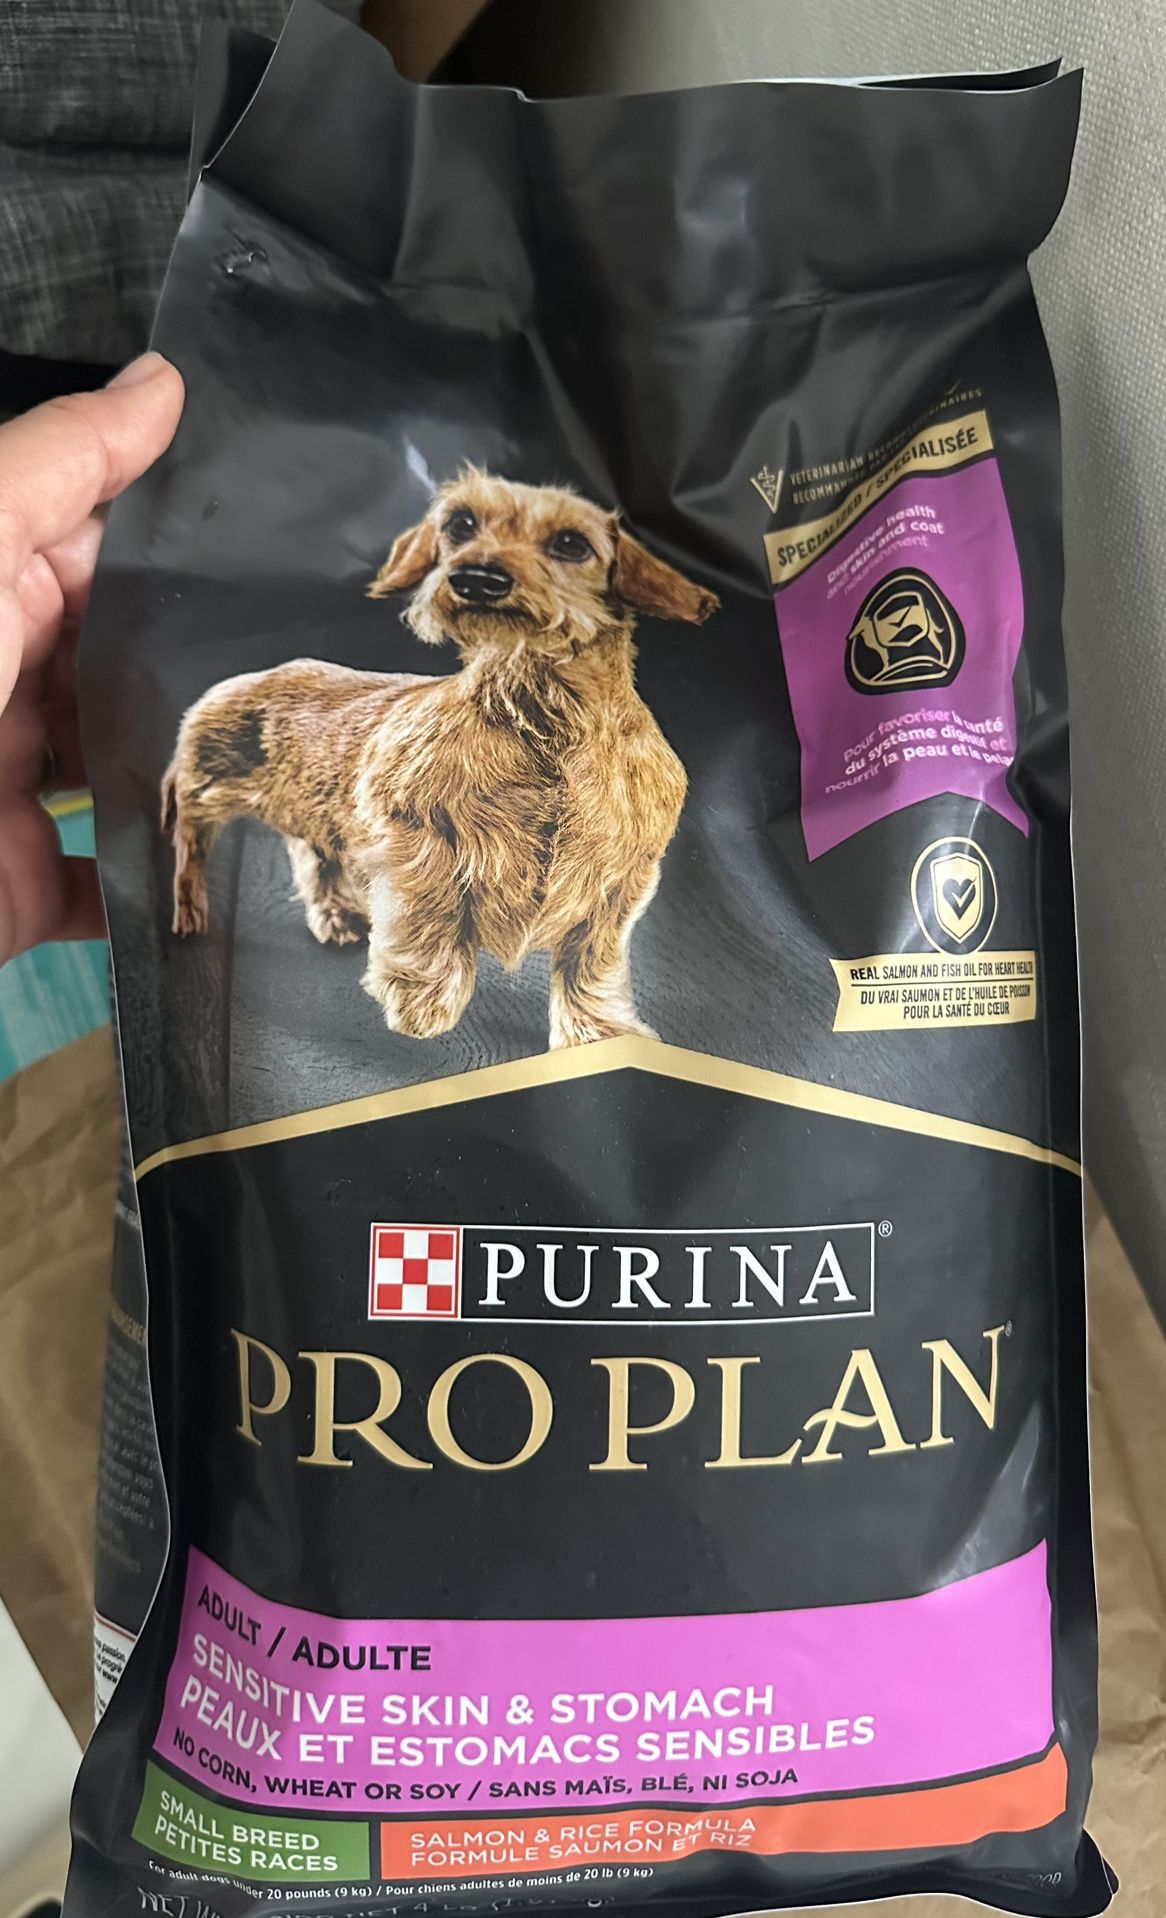 VETERINARIAN
SPECIALIZED / SPÉCIALISÉE
Digestive health
and skin and coat
nourishment
Pour favoriser la santé
du système digestif et
nourrir la peau et le pelage
REAL SALMON AND FISH OIL FOR HEART HEALTH
DU VRAI SAUMON ET DE L'HUILE DE POISSON
POUR LA SANTÉ DU CŒUR
PURINA®
PRO PLAN®
ADULT / ADULTE
SENSITIVE SKIN & STOMACH
PEAUX ET ESTOMACS SENSIBLES
NO CORN, WHEAT OR SOY / SANS MAÏS, BLÉ, NI SOJA
SMALL BREED
PETITES RACES
SALMON & RICE FORMULA
FORMULE SAUMON ET RIZ
For adult dogs under 20 pounds (9 kg) / Pour chiens adultes de moins de 20 lb (9 kg)
NET